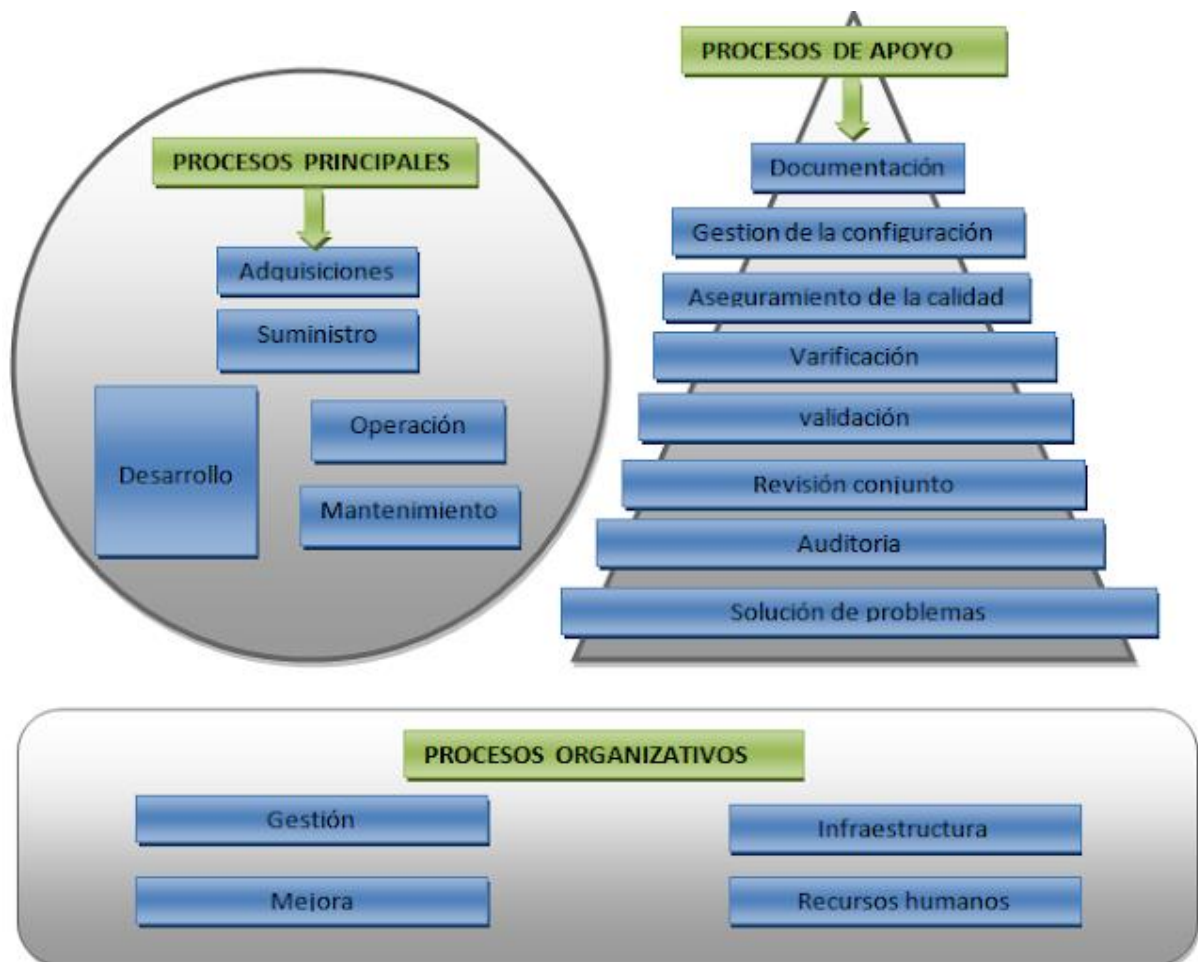 PROCESOS PRINCIPALES
Adquisiciones
Suministro
Desarrollo
Operación
Mantenimiento
PROCESOS DE APOYO
Documentación
Gestion de la configuración
Aseguramiento de la calidad
Varificación
validación
Revisión conjunto
Auditoria
Solución de problemas
PROCESOS ORGANIZATIVOS
Gestión
Infraestructura
Mejora
Recursos humanos